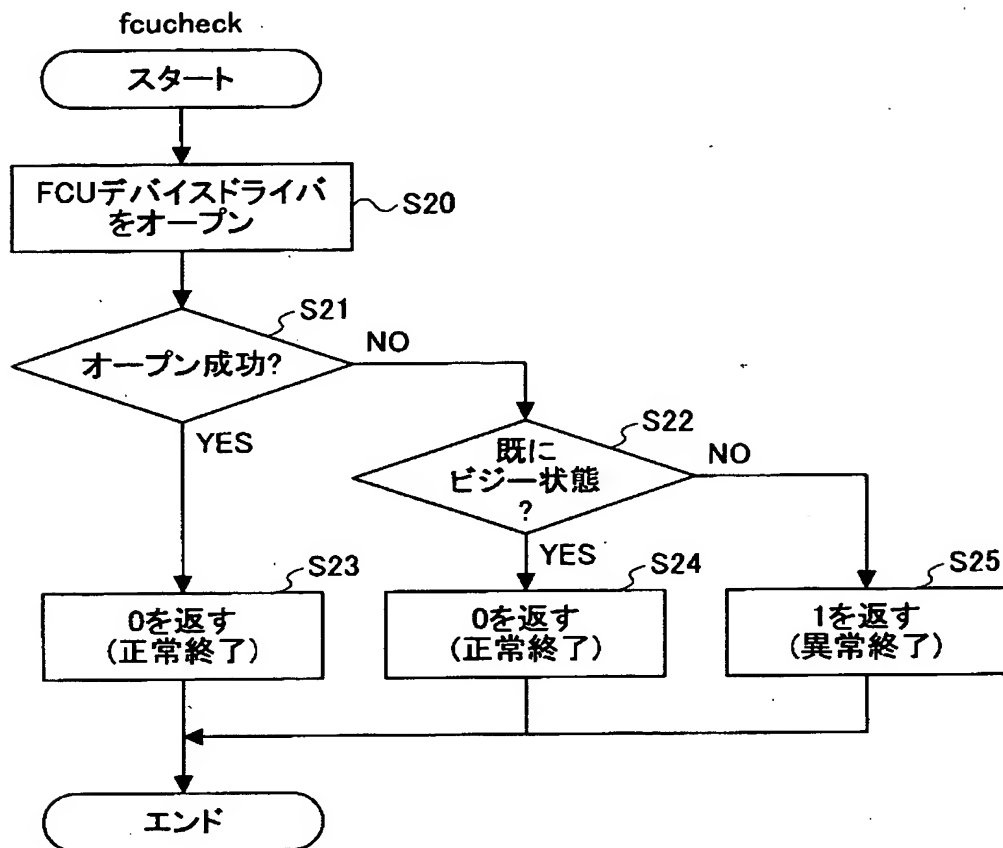 fcucheck
スタート
FCUデバイスドライバ
をオープン
S20
S21
オープン成功?
NO
YES
S22
既に
ビジー状態
?
NO
YES
S23
0を返す
(正常終了)
S24
0を返す
(正常終了)
S25
1を返す
(異常終了)
エンド